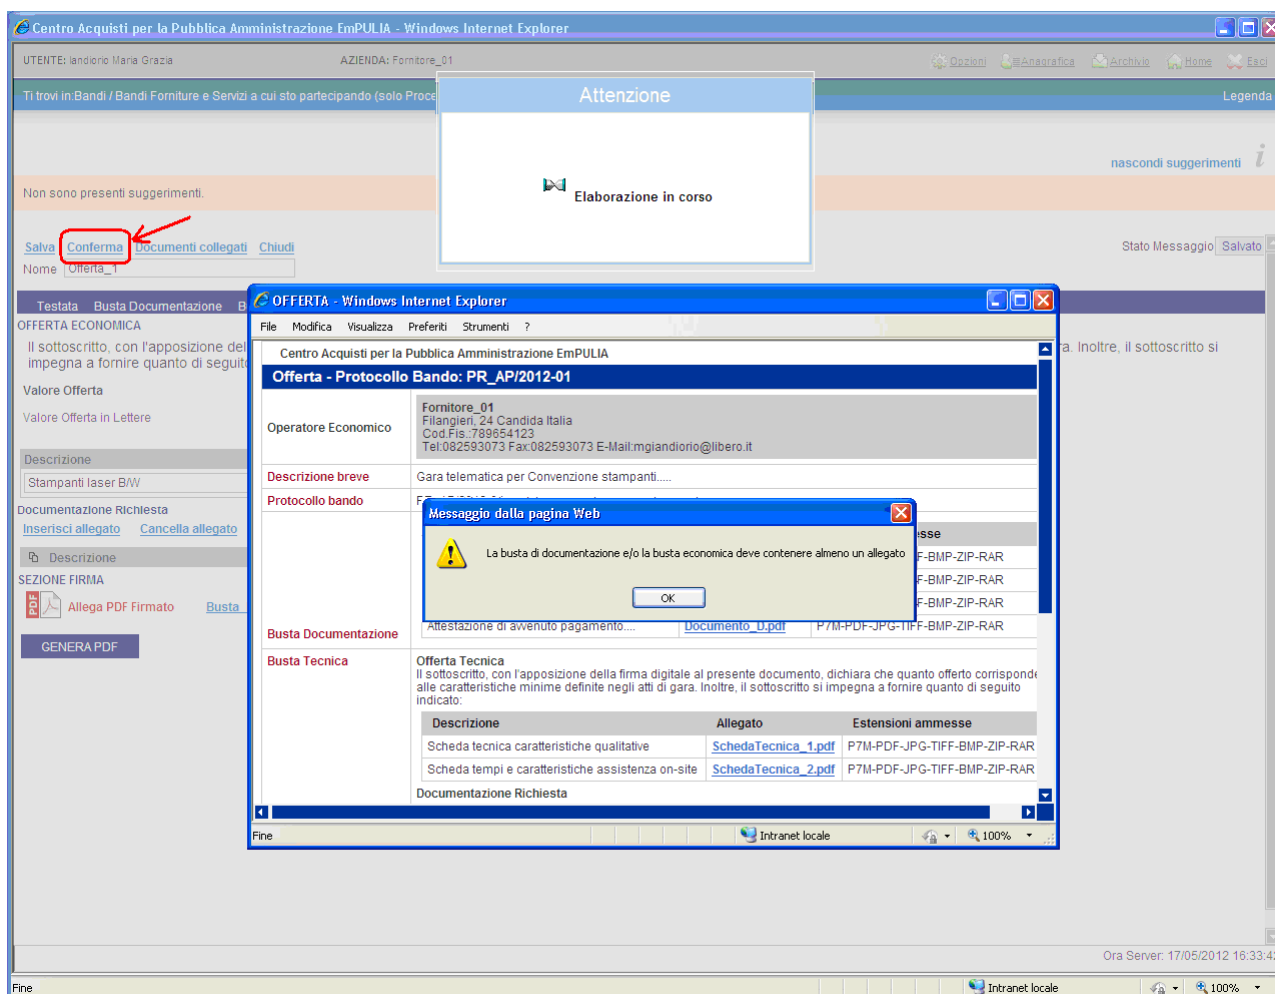 Centro Acquisti per la Pubblica Amministrazione EmPULIA - Windows Internet Explorer
UTENTE: Iandiorio Maria Grazia
AZIENDA: Fornitore_01
Opzioni
Anagrafica
Archivio
Home
Esci
Ti trovi in:Bandi / Bandi Forniture e Servizi a cui sto partecipando (solo Proce
Legenda
Attenzione
Elaborazione in corso
nascondi suggerimenti
Non sono presenti suggerimenti.
Salva Conferma Documenti collegati Chiudi
Stato Messaggio Salvato
Nome Offerta_1
Testata Busta Documentazione B
OFFERTA ECONOMICA
Il sottoscritto, con l'apposizione del
ra. Inoltre, il sottoscritto si
impegna a fornire quanto di seguito
Valore Offerta
Valore Offerta in Lettere
Descrizione
Stampanti laser B/W
Documentazione Richiesta
Inserisci allegato Cancella allegato
Descrizione
SEZIONE FIRMA
PDF Allega PDF Firmato Busta_
GENERA PDF
OFFERTA - Windows Internet Explorer
File Modifica Visualizza Preferiti Strumenti ?
Centro Acquisti per la Pubblica Amministrazione EmPULIA
Offerta - Protocollo Bando: PR_AP/2012-01
Operatore Economico
Fornitore_01
Filangieri, 24 Candida Italia
Cod.Fis.:789654123
Tel:082593073 Fax:082593073 E-Mail:mgiandiorio@libero.it
Descrizione breve Gara telematica per Convenzione stampanti.....
Protocollo bando
Messaggio dalla pagina Web
La busta di documentazione e/o la busta economica deve contenere almeno un allegato
OK
sse
F-BMP-ZIP-RAR
F-BMP-ZIP-RAR
F-BMP-ZIP-RAR
Attestazione di avvenuto pagamento.... Documento_D.pdf P7M-PDF-JPG-TIFF-BMP-ZIP-RAR
Busta Documentazione
Busta Tecnica
Offerta Tecnica
Il sottoscritto, con l'apposizione della firma digitale al presente documento, dichiara che quanto offerto corrisponde
alle caratteristiche minime definite negli atti di gara. Inoltre, il sottoscritto si impegna a fornire quanto di seguito
indicato:
Descrizione Allegato Estensioni ammesse
Scheda tecnica caratteristiche qualitative SchedaTecnica_1.pdf P7M-PDF-JPG-TIFF-BMP-ZIP-RAR
Scheda tempi e caratteristiche assistenza on-site SchedaTecnica_2.pdf P7M-PDF-JPG-TIFF-BMP-ZIP-RAR
Documentazione Richiesta
Fine Intranet locale 100%
Ora Server: 17/05/2012 16:33:4
Fine Intranet locale 100%